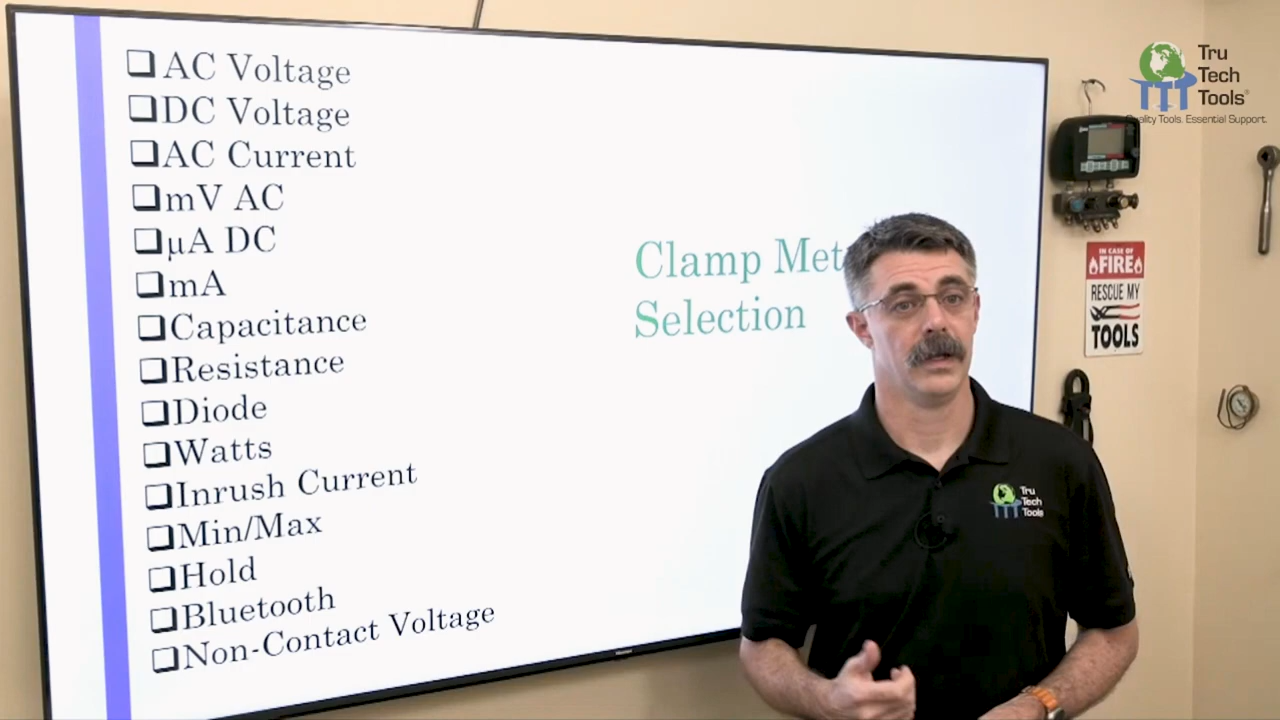 AC Voltage
DC Voltage
AC Current
mV AC
µA DC
mA
Capacitance
Resistance
Diode
Watts
Inrush Current
Min/Max
Hold
Bluetooth
Non-Contact Voltage
Clamp Met
Selection
Tru
Tech
Tools®
Quality Tools. Essential Support.
IN CASE OF
FIRE
RESCUE MY
TOOLS
Tru
Tech
Tools